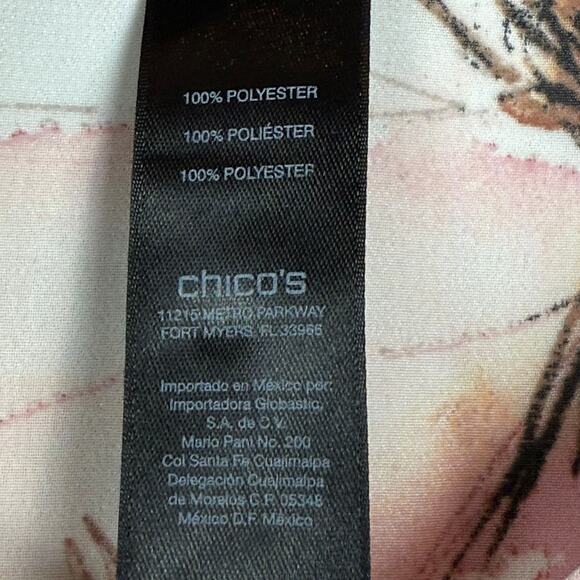 100% POLYESTER
100% POLIÉSTER
100% POLYESTER
chico's
11215 METRO PARKWAY
FORT MYERS, FL 33966
Importado en México por:
Importadora Globastic,
S.A. de C.V.
Mario Pani No. 200
Col Santa Fe Cuajimalpa
Delegación Cuajimalpa
de Morelos C.P. 05348
México, D.F. México